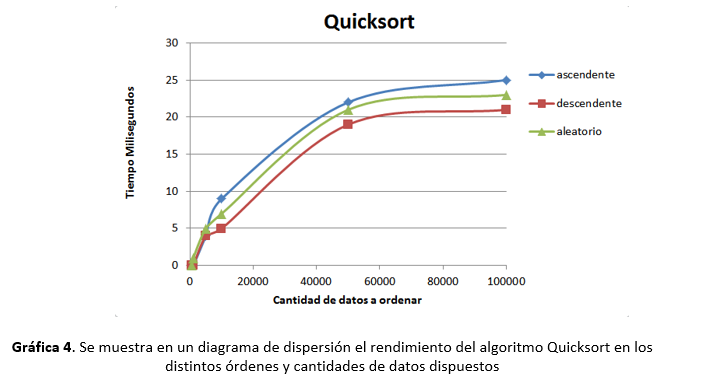 Quicksort
30
25
20
15
10
5
0
Tiempo Milisegundos
0 20000 40000 60000 80000 100000
Cantidad de datos a ordenar
ascendente
descendente
aleatorio
Gráfica 4. Se muestra en un diagrama de dispersión el rendimiento del algoritmo Quicksort en los
distintos órdenes y cantidades de datos dispuestos